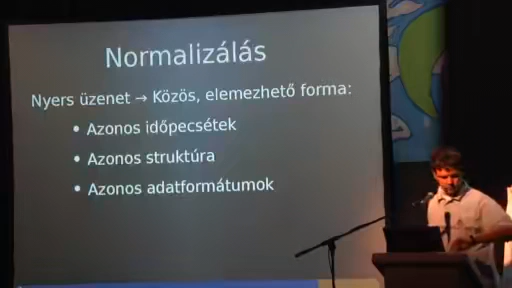 Normalizálás
Nyers üzenet → Közös, elemezhető forma:
• Azonos időpecsétek
• Azonos struktúra
• Azonos adatformátumok